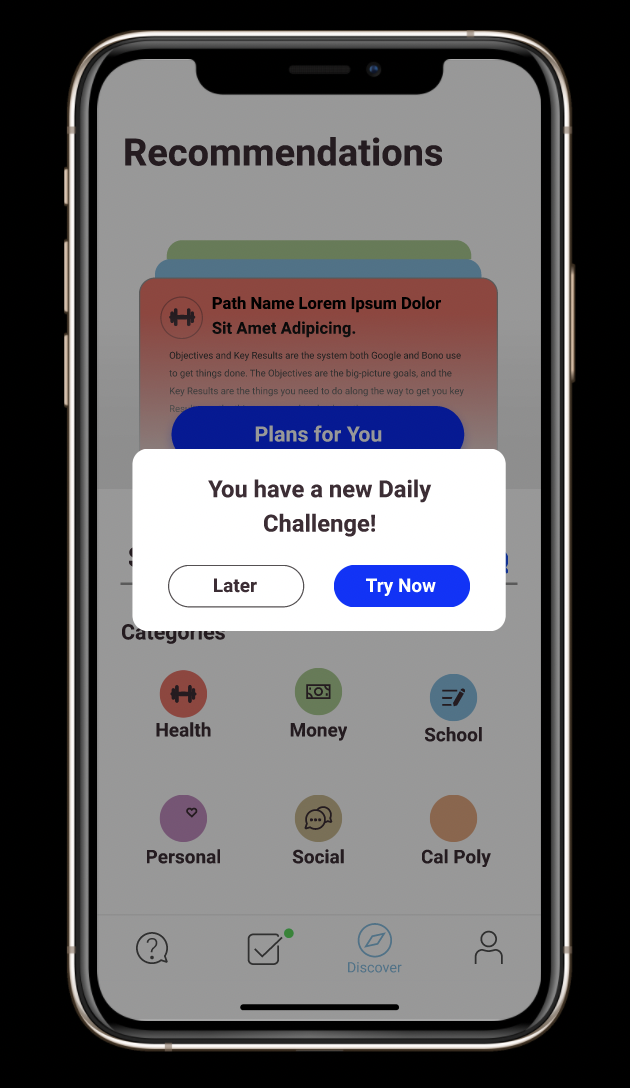 Recommendations
Path Name Lorem Ipsum Dolor
Sit Amet Adipicing.
Objectives and Key Results are the system both Google and Bono use
to get things done. The Objectives are the big-picture goals, and the
Key Results are the things you need to do along the way to get you key
Plans for You
You have a new Daily
Challenge!
Later
Try Now
Categories
Health
Money
School
Personal
Social
Cal Poly
Discover